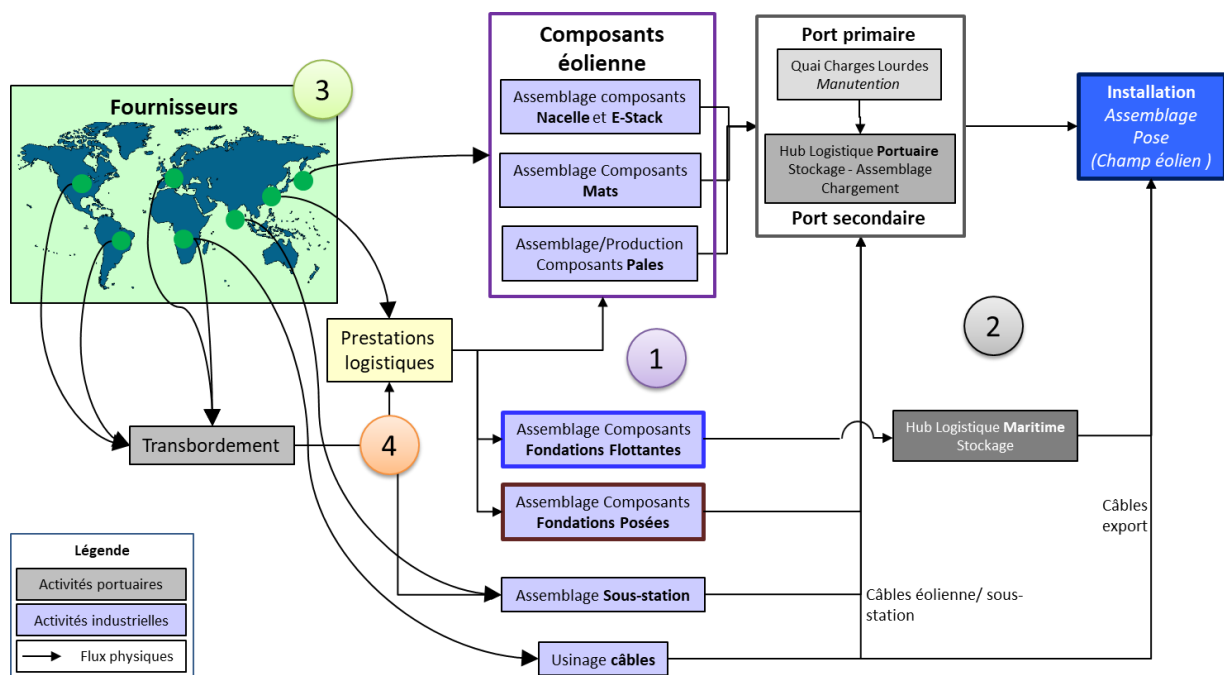 Fournisseurs
3
Composants
éolienne
Assemblage composants
Nacelle et E-Stack
Assemblage Composants
Mats
Assemblage/Production
Composants Pales
Port primaire
Quai Charges Lourdes
Manutention
Hub Logistique Portuaire
Stockage - Assemblage
Chargement
Port secondaire
Installation
Assemblage
Pose
(Champ éolien )
Prestations
logistiques
1
2
Transbordement
4
Assemblage Composants
Fondations Flottantes
Hub Logistique Maritime
Stockage
Assemblage Composants
Fondations Posées
Câbles
export
Assemblage Sous-station
Câbles éolienne/ sous-
station
Usinage câbles
Légende
Activités portuaires
Activités industrielles
Flux physiques